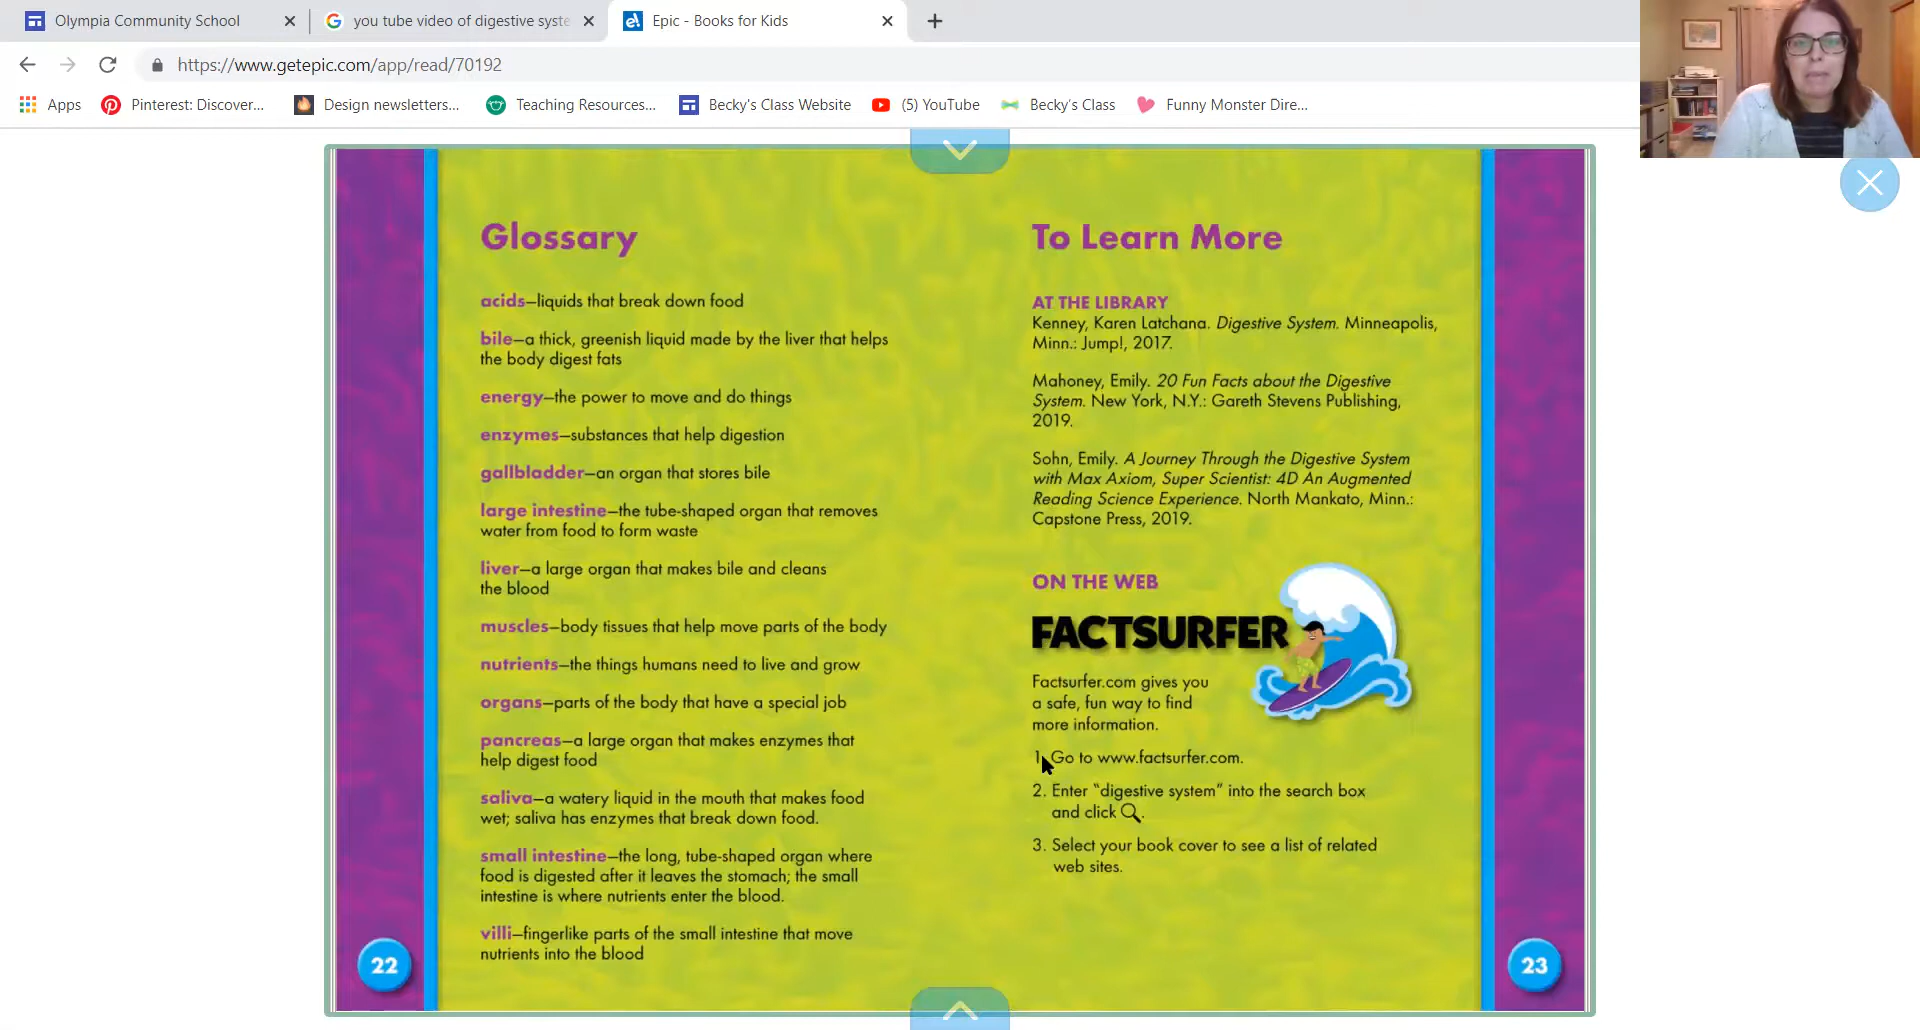 Olympia Community School
you tube video of digestive syste
Epic - Books for Kids
https://www.getepic.com/app/read/70192
Apps
Pinterest: Discover...
Design newsletters...
Teaching Resources...
Becky's Class Website
(5) YouTube
Becky's Class
Funny Monster Dire...
Glossary
acids—liquids that break down food
bile—a thick, greenish liquid made by the liver that helps
the body digest fats
energy—the power to move and do things
enzymes—substances that help digestion
gallbladder—an organ that stores bile
large intestine—the tube-shaped organ that removes
water from food to form waste
liver—a large organ that makes bile and cleans
the blood
muscles—body tissues that help move parts of the body
nutrients—the things humans need to live and grow
organs—parts of the body that have a special job
pancreas—a large organ that makes enzymes that
help digest food
saliva—a watery liquid in the mouth that makes food
wet; saliva has enzymes that break down food.
small intestine—the long, tube-shaped organ where
food is digested after it leaves the stomach; the small
intestine is where nutrients enter the blood.
villi—fingerlike parts of the small intestine that move
nutrients into the blood
22
To Learn More
AT THE LIBRARY
Kenney, Karen Latchana. Digestive System. Minneapolis,
Minn.: Jump!, 2017.
Mahoney, Emily. 20 Fun Facts about the Digestive
System. New York, N.Y.: Gareth Stevens Publishing,
2019.
Sohn, Emily. A Journey Through the Digestive System
with Max Axiom, Super Scientist: 4D An Augmented
Reading Science Experience. North Mankato, Minn.:
Capstone Press, 2019.
ON THE WEB
FACTSURFER
Factsurfer.com gives you
a safe, fun way to find
more information.
1. Go to www.factsurfer.com.
2. Enter “digestive system” into the search box
and click
3. Select your book cover to see a list of related
web sites.
23